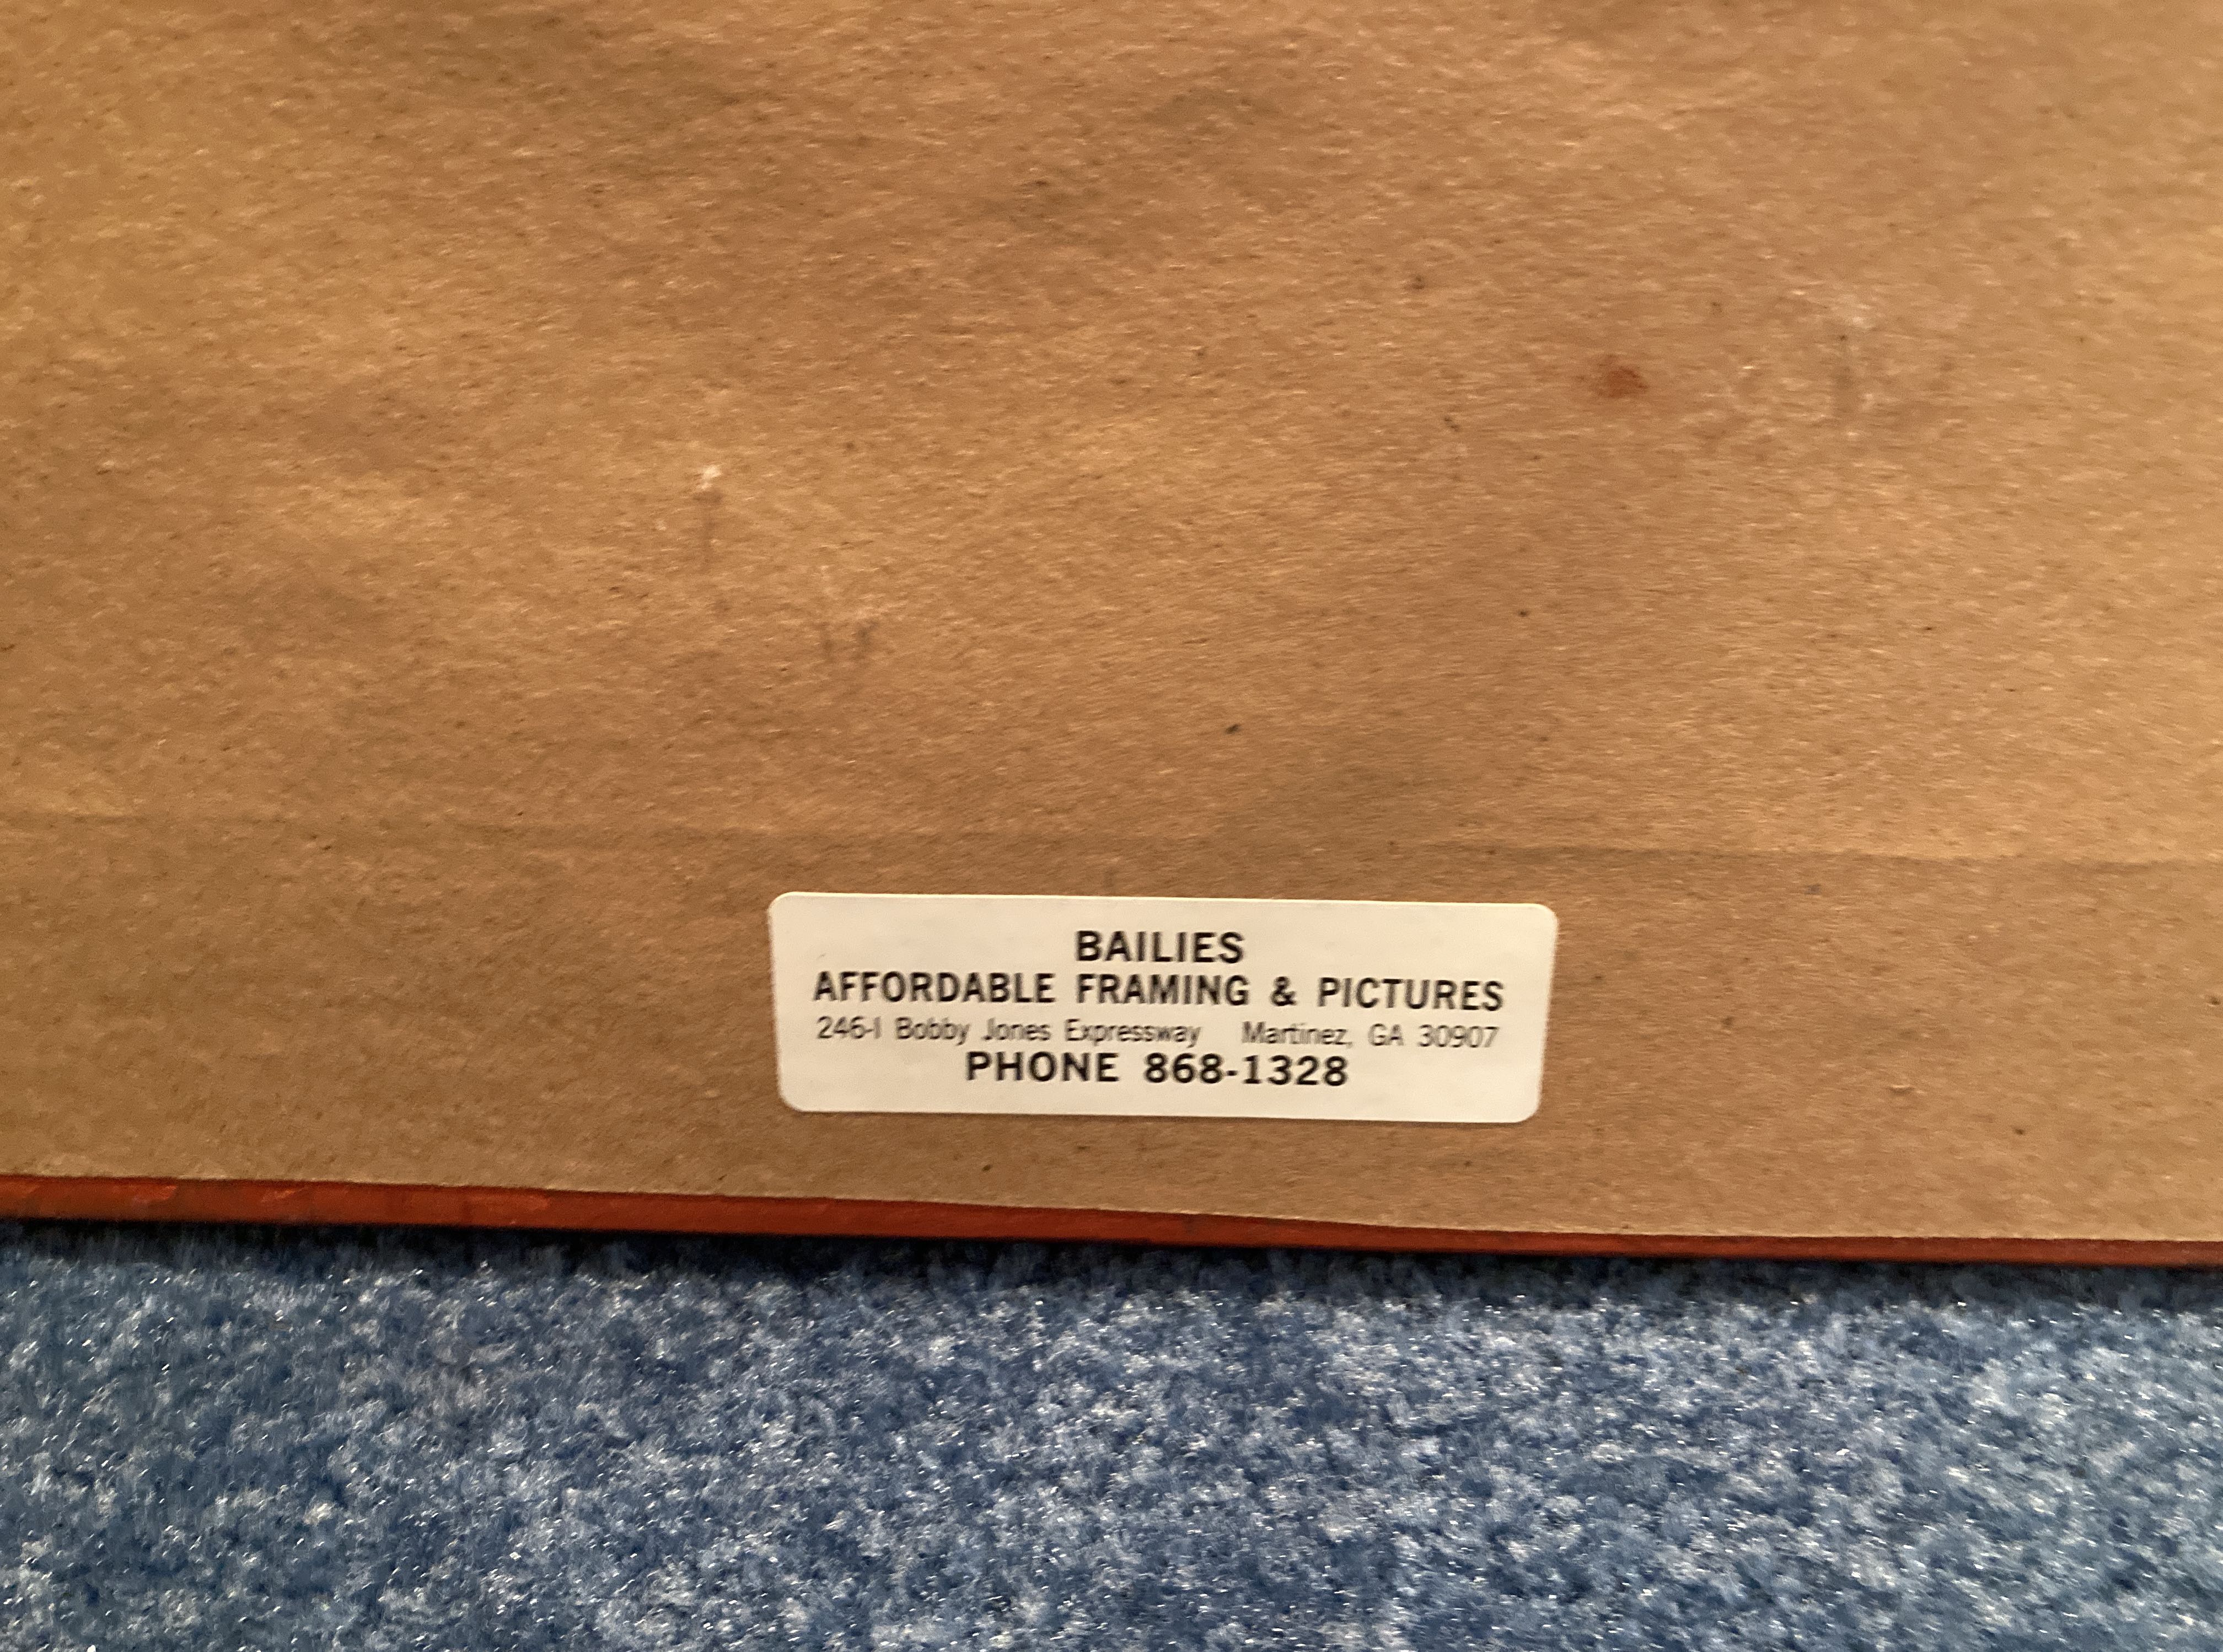 BAILIES
AFFORDABLE FRAMING & PICTURES
246-I Bobby Jones Expressway Martinez, GA 30907
PHONE 868-1328